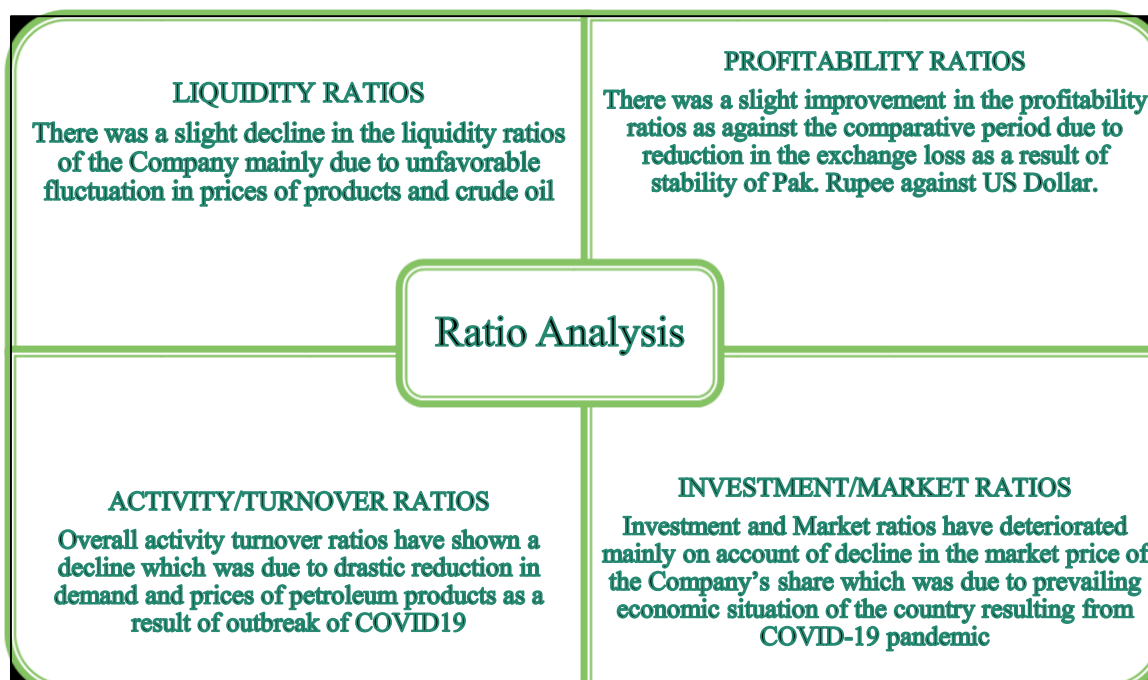 LIQUIDITY RATIOS
There was a slight decline in the liquidity ratios
of the Company mainly due to unfavorable
fluctuation in prices of products and crude oil
PROFITABILITY RATIOS
There was a slight improvement in the profitability
ratios as against the comparative period due to
reduction in the exchange loss as a result of
stability of Pak. Rupee against US Dollar.
Ratio Analysis
ACTIVITY/TURNOVER RATIOS
Overall activity turnover ratios have shown a
decline which was due to drastic reduction in
demand and prices of petroleum products as a
result of outbreak of COVID19
INVESTMENT/MARKET RATIOS
Investment and Market ratios have deteriorated
mainly on account of decline in the market price of
the Company's share which was due to prevailing
economic situation of the country resulting from
COVID-19 pandemic